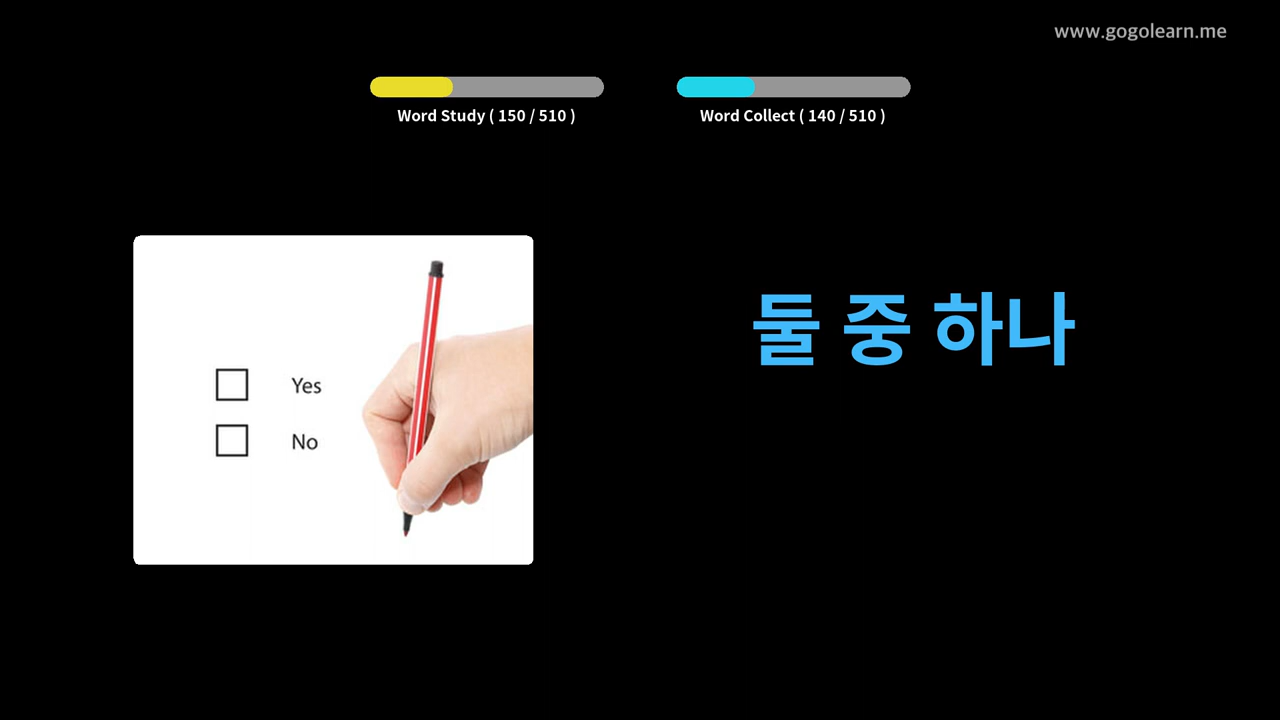 www.gogolearn.me
Word Study ( 150 / 510 )
Word Collect ( 140 / 510 )
Yes
No
둘 중 하나